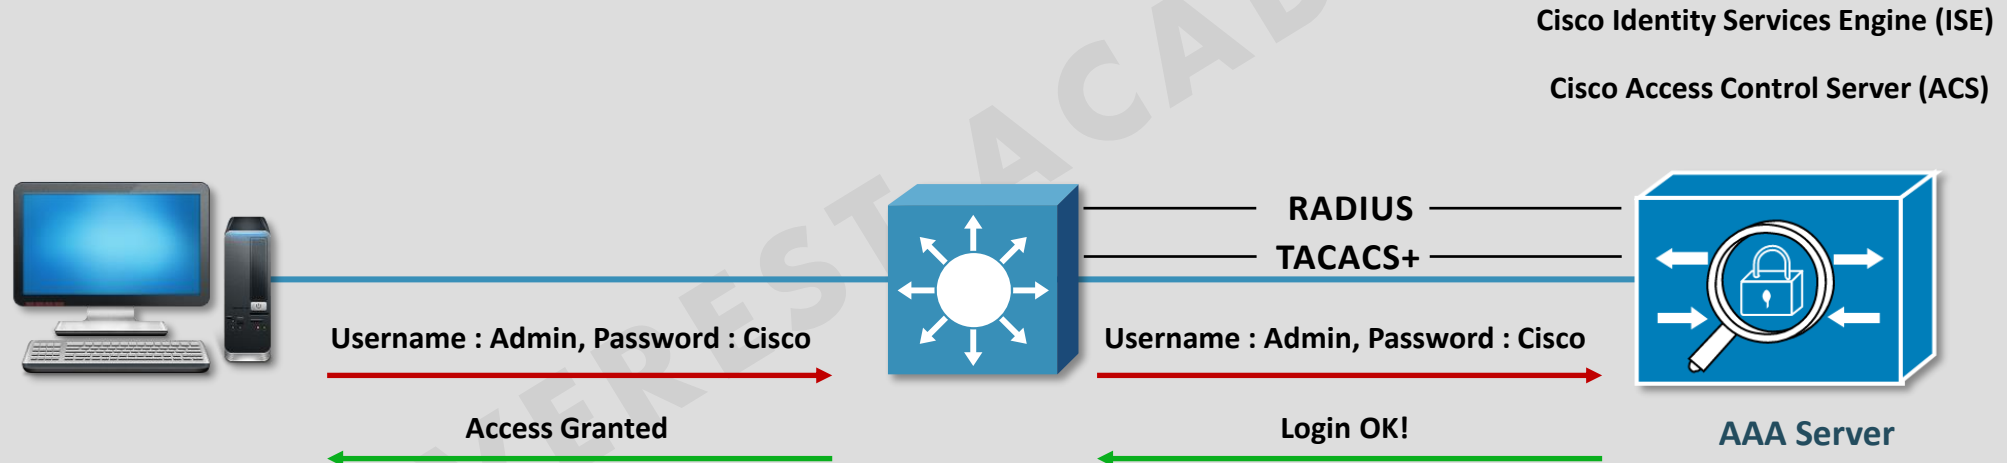 Cisco Identity Services Engine (ISE)
Cisco Access Control Server (ACS)
RADIUS
TACACS+
Username : Admin, Password : Cisco
Username : Admin, Password : Cisco
Access Granted
Login OK!
AAA Server